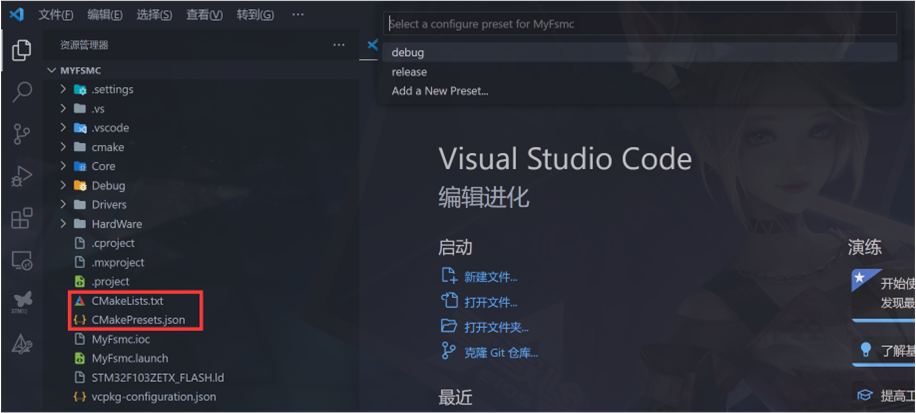 文件(F) 编辑(E) 选择(S) 查看(V) 转到(G) ···
Select a configure preset for MyFsmc
debug
release
Add a New Preset...
资源管理器 ···
MYFSMC
.settings
.vs
.vscode
cmake
Core
Debug
Drivers
HardWare
.cproject
.mxproject
.project
CMakeLists.txt
CMakePresets.json
MyFsmc.ioc
MyFsmc.launch
STM32F103ZETX_FLASH.ld
vcpkg-configuration.json
Visual Studio Code
编辑进化
启动
新建文件...
打开文件...
打开文件夹...
克隆 Git 仓库...
最近
演练
开始使
发现最
了解基
提高工
STM32